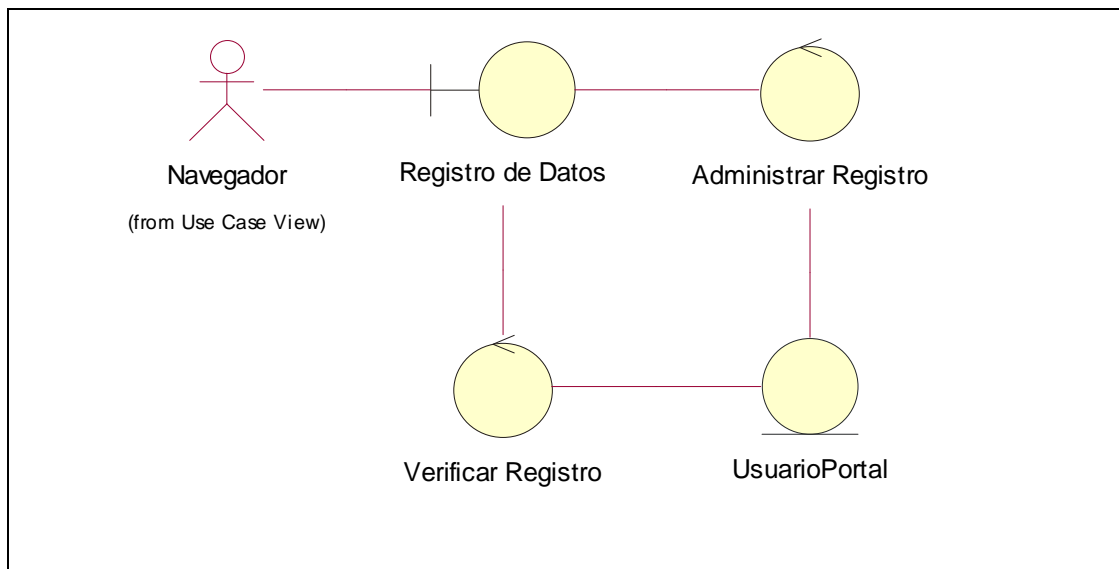 Navegador
(from Use Case View)
Registro de Datos
Administrar Registro
Verificar Registro
UsuarioPortal